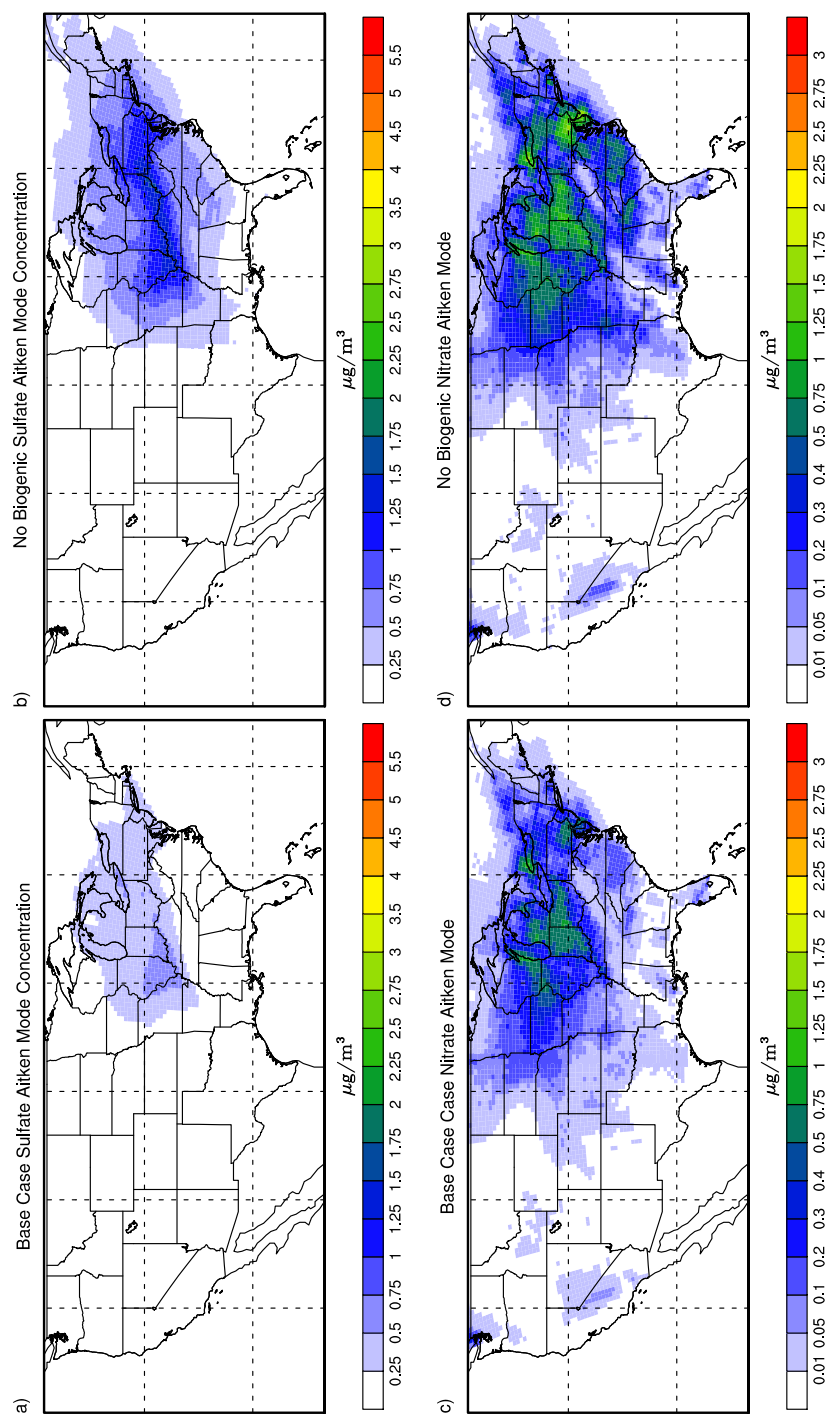 a)
Base Case Sulfate Aitken Mode Concentration
0.25 0.5 0.75 1 1.25 1.5 1.75 2 2.25 2.5 2.75 3 3.5 4 4.5 5 5.5
μg/m³
b)
No Biogenic Sulfate Aitken Mode Concentration
0.25 0.5 0.75 1 1.25 1.5 1.75 2 2.25 2.5 2.75 3 3.5 4 4.5 5 5.5
μg/m³
c)
Base Case Case Nitrate Aitken Mode
0.01 0.05 0.1 0.2 0.3 0.4 0.5 0.75 1 1.25 1.5 1.75 2 2.25 2.5 2.75 3
μg/m³
d)
No Biogenic Nitrate Aitken Mode
0.01 0.05 0.1 0.2 0.3 0.4 0.5 0.75 1 1.25 1.5 1.75 2 2.25 2.5 2.75 3
μg/m³